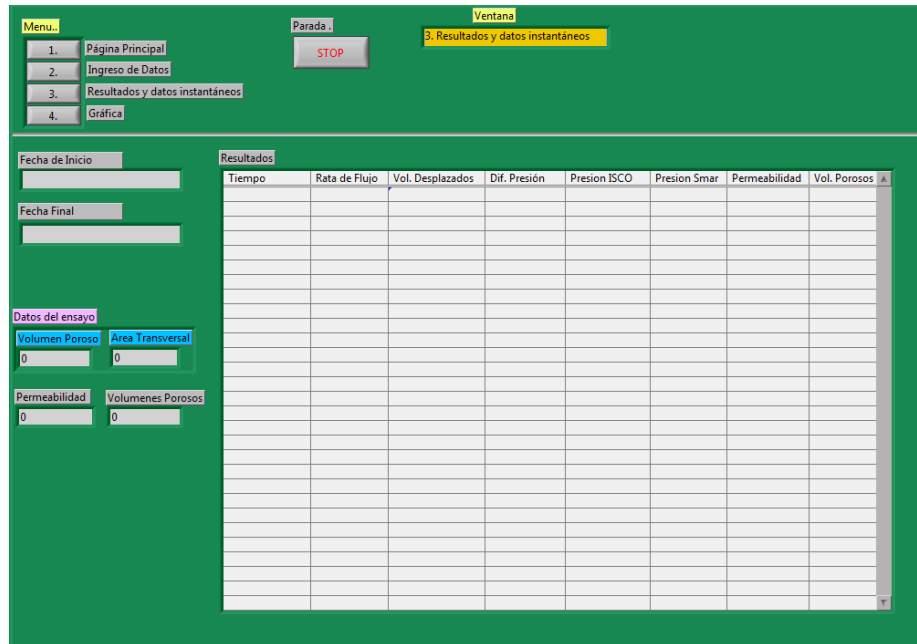 Menu..
1. Página Principal
2. Ingreso de Datos
3. Resultados y datos instantáneos
4. Gráfica
Parada .
STOP
Ventana
3. Resultados y datos instantáneos
Fecha de Inicio
Fecha Final
Datos del ensayo
Volumen Poroso Area Transversal
0 0
Permeabilidad Volumenes Porosos
0 0
Resultados
Tiempo Rata de Flujo Vol. Desplazados Dif. Presión Presion ISCO Presion Smar Permeabilidad Vol. Porosos